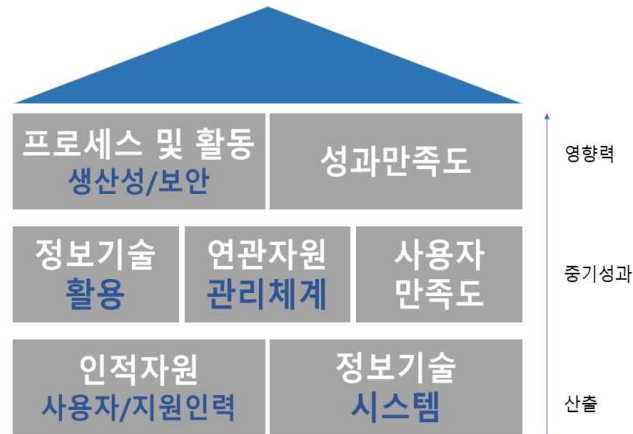 프로세스 및 활동
생산성/보안
성과만족도
영향력
정보기술
활용
연관자원
관리체계
사용자
만족도
중기성과
인적자원
사용자/지원인력
정보기술
시스템
산출